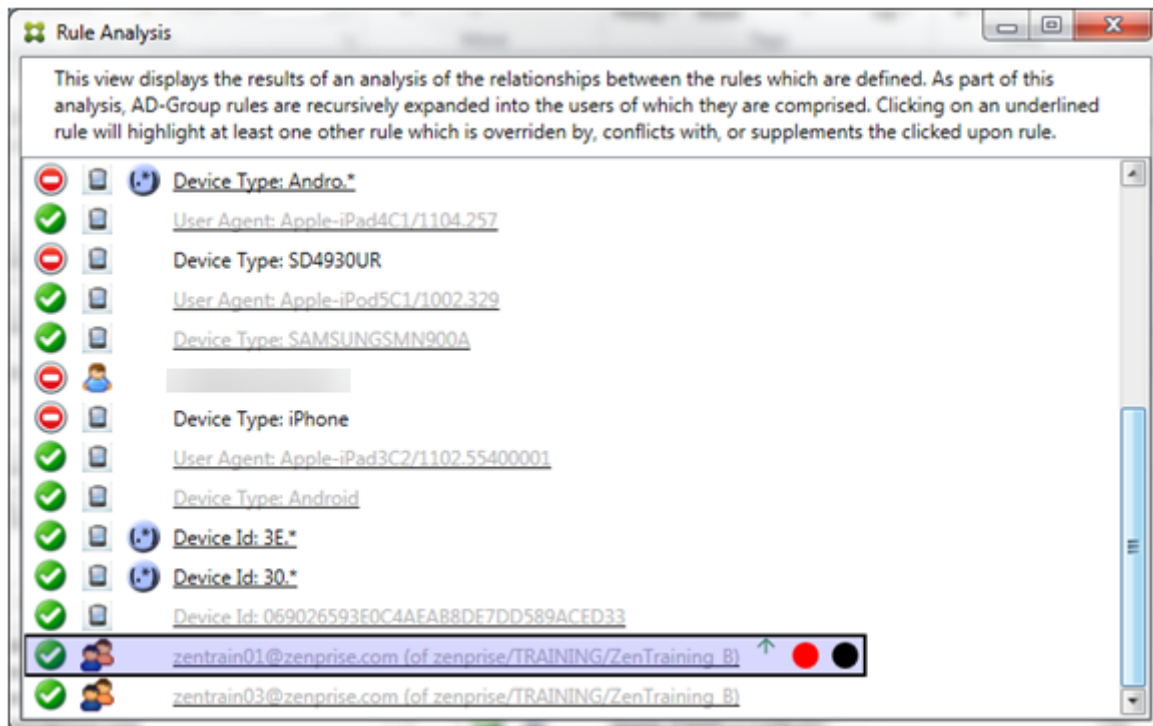 Rule Analysis
This view displays the results of an analysis of the relationships between the rules which are defined. As part of this
analysis, AD-Group rules are recursively expanded into the users of which they are comprised. Clicking on an underlined
rule will highlight at least one other rule which is overriden by, conflicts with, or supplements the clicked upon rule.
(.*) Device Type: Andro.*
User Agent: Apple-iPad4C1/1104.257
Device Type: SD4930UR
User Agent: Apple-iPod5C1/1002.329
Device Type: SAMSUNGSMN900A
Device Type: iPhone
User Agent: Apple-iPad3C2/1102.55400001
Device Type: Android
(.*) Device Id: 3E.*
(.*) Device Id: 30.*
Device Id: 069026593E0C4AEAB8DE7DD589ACED33
zentrain01@zenprise.com (of zenprise/TRAINING/ZenTraining_B)
zentrain03@zenprise.com (of zenprise/TRAINING/ZenTraining_B)